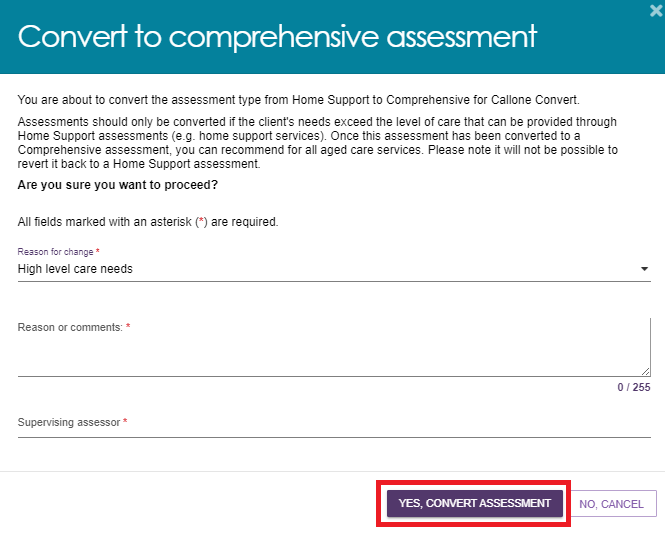 Convert to comprehensive assessment
You are about to convert the assessment type from Home Support to Comprehensive for Callone Convert.
Assessments should only be converted if the client's needs exceed the level of care that can be provided through
Home Support assessments (e.g. home support services). Once this assessment has been converted to a
Comprehensive assessment, you can recommend for all aged care services. Please note it will not be possible to
revert it back to a Home Support assessment.
Are you sure you want to proceed?
All fields marked with an asterisk (*) are required.
Reason for change *
High level care needs
Reason or comments: *
0 / 255
Supervising assessor *
YES, CONVERT ASSESSMENT
NO, CANCEL